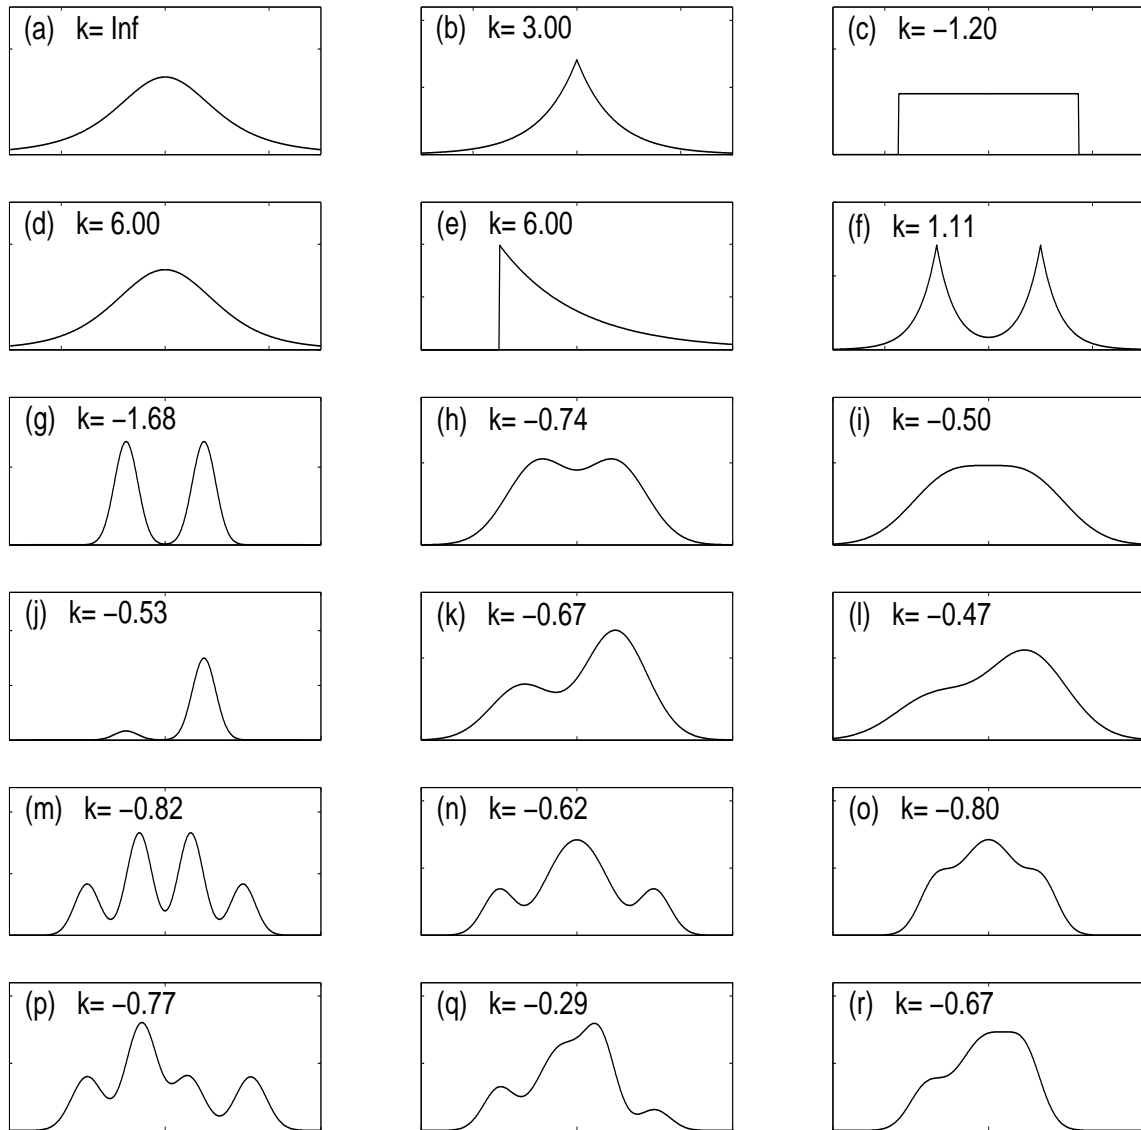 (a) k= Inf
(b) k= 3.00
(c) k= −1.20
(d) k= 6.00
(e) k= 6.00
(f) k= 1.11
(g) k= −1.68
(h) k= −0.74
(i) k= −0.50
(j) k= −0.53
(k) k= −0.67
(l) k= −0.47
(m) k= −0.82
(n) k= −0.62
(o) k= −0.80
(p) k= −0.77
(q) k= −0.29
(r) k= −0.67